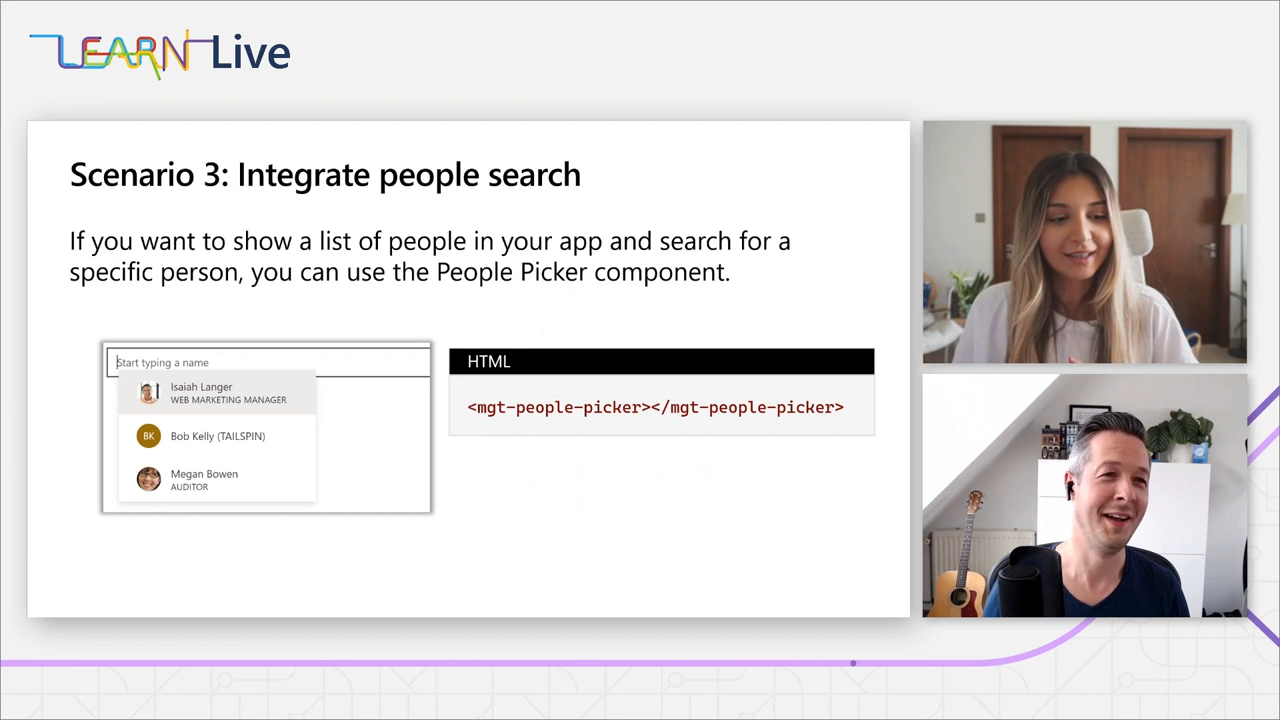 LEARN Live
Scenario 3: Integrate people search
If you want to show a list of people in your app and search for a
specific person, you can use the People Picker component.
Start typing a name
Isaiah Langer
WEB MARKETING MANAGER
BK
Bob Kelly (TAILSPIN)
Megan Bowen
AUDITOR
HTML
<mgt-people-picker></mgt-people-picker>